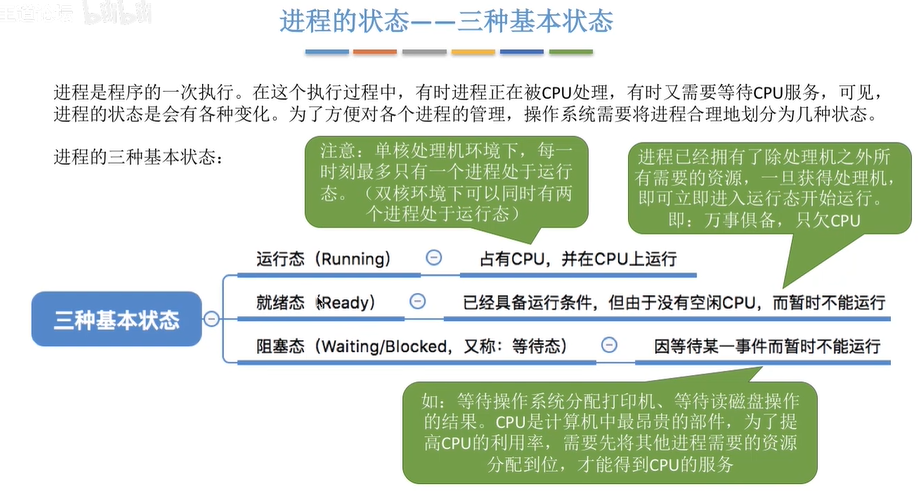 进程的状态——三种基本状态
进程是程序的一次执行。在这个执行过程中，有时进程正在被CPU处理，有时又需要等待CPU服务，可见，
进程的状态是会有各种变化。为了方便对各个进程的管理，操作系统需要将进程合理地划分为几种状态。
进程的三种基本状态：
注意：单核处理机环境下，每一
时刻最多只有一个进程处于运行
态。（双核环境下可以同时有两
个进程处于运行态）
进程已经拥有了除处理机之外所
有需要的资源，一旦获得处理机，
即可立即进入运行态开始运行。
即：万事俱备，只欠CPU
三种基本状态
运行态（Running） 占有CPU，并在CPU上运行
就绪态（Ready） 已经具备运行条件，但由于没有空闲CPU，而暂时不能运行
阻塞态（Waiting/Blocked，又称：等待态） 因等待某一事件而暂时不能运行
如：等待操作系统分配打印机、等待读磁盘操作
的结果。CPU是计算机中最昂贵的部件，为了提
高CPU的利用率，需要先将其他进程需要的资源
分配到位，才能得到CPU的服务